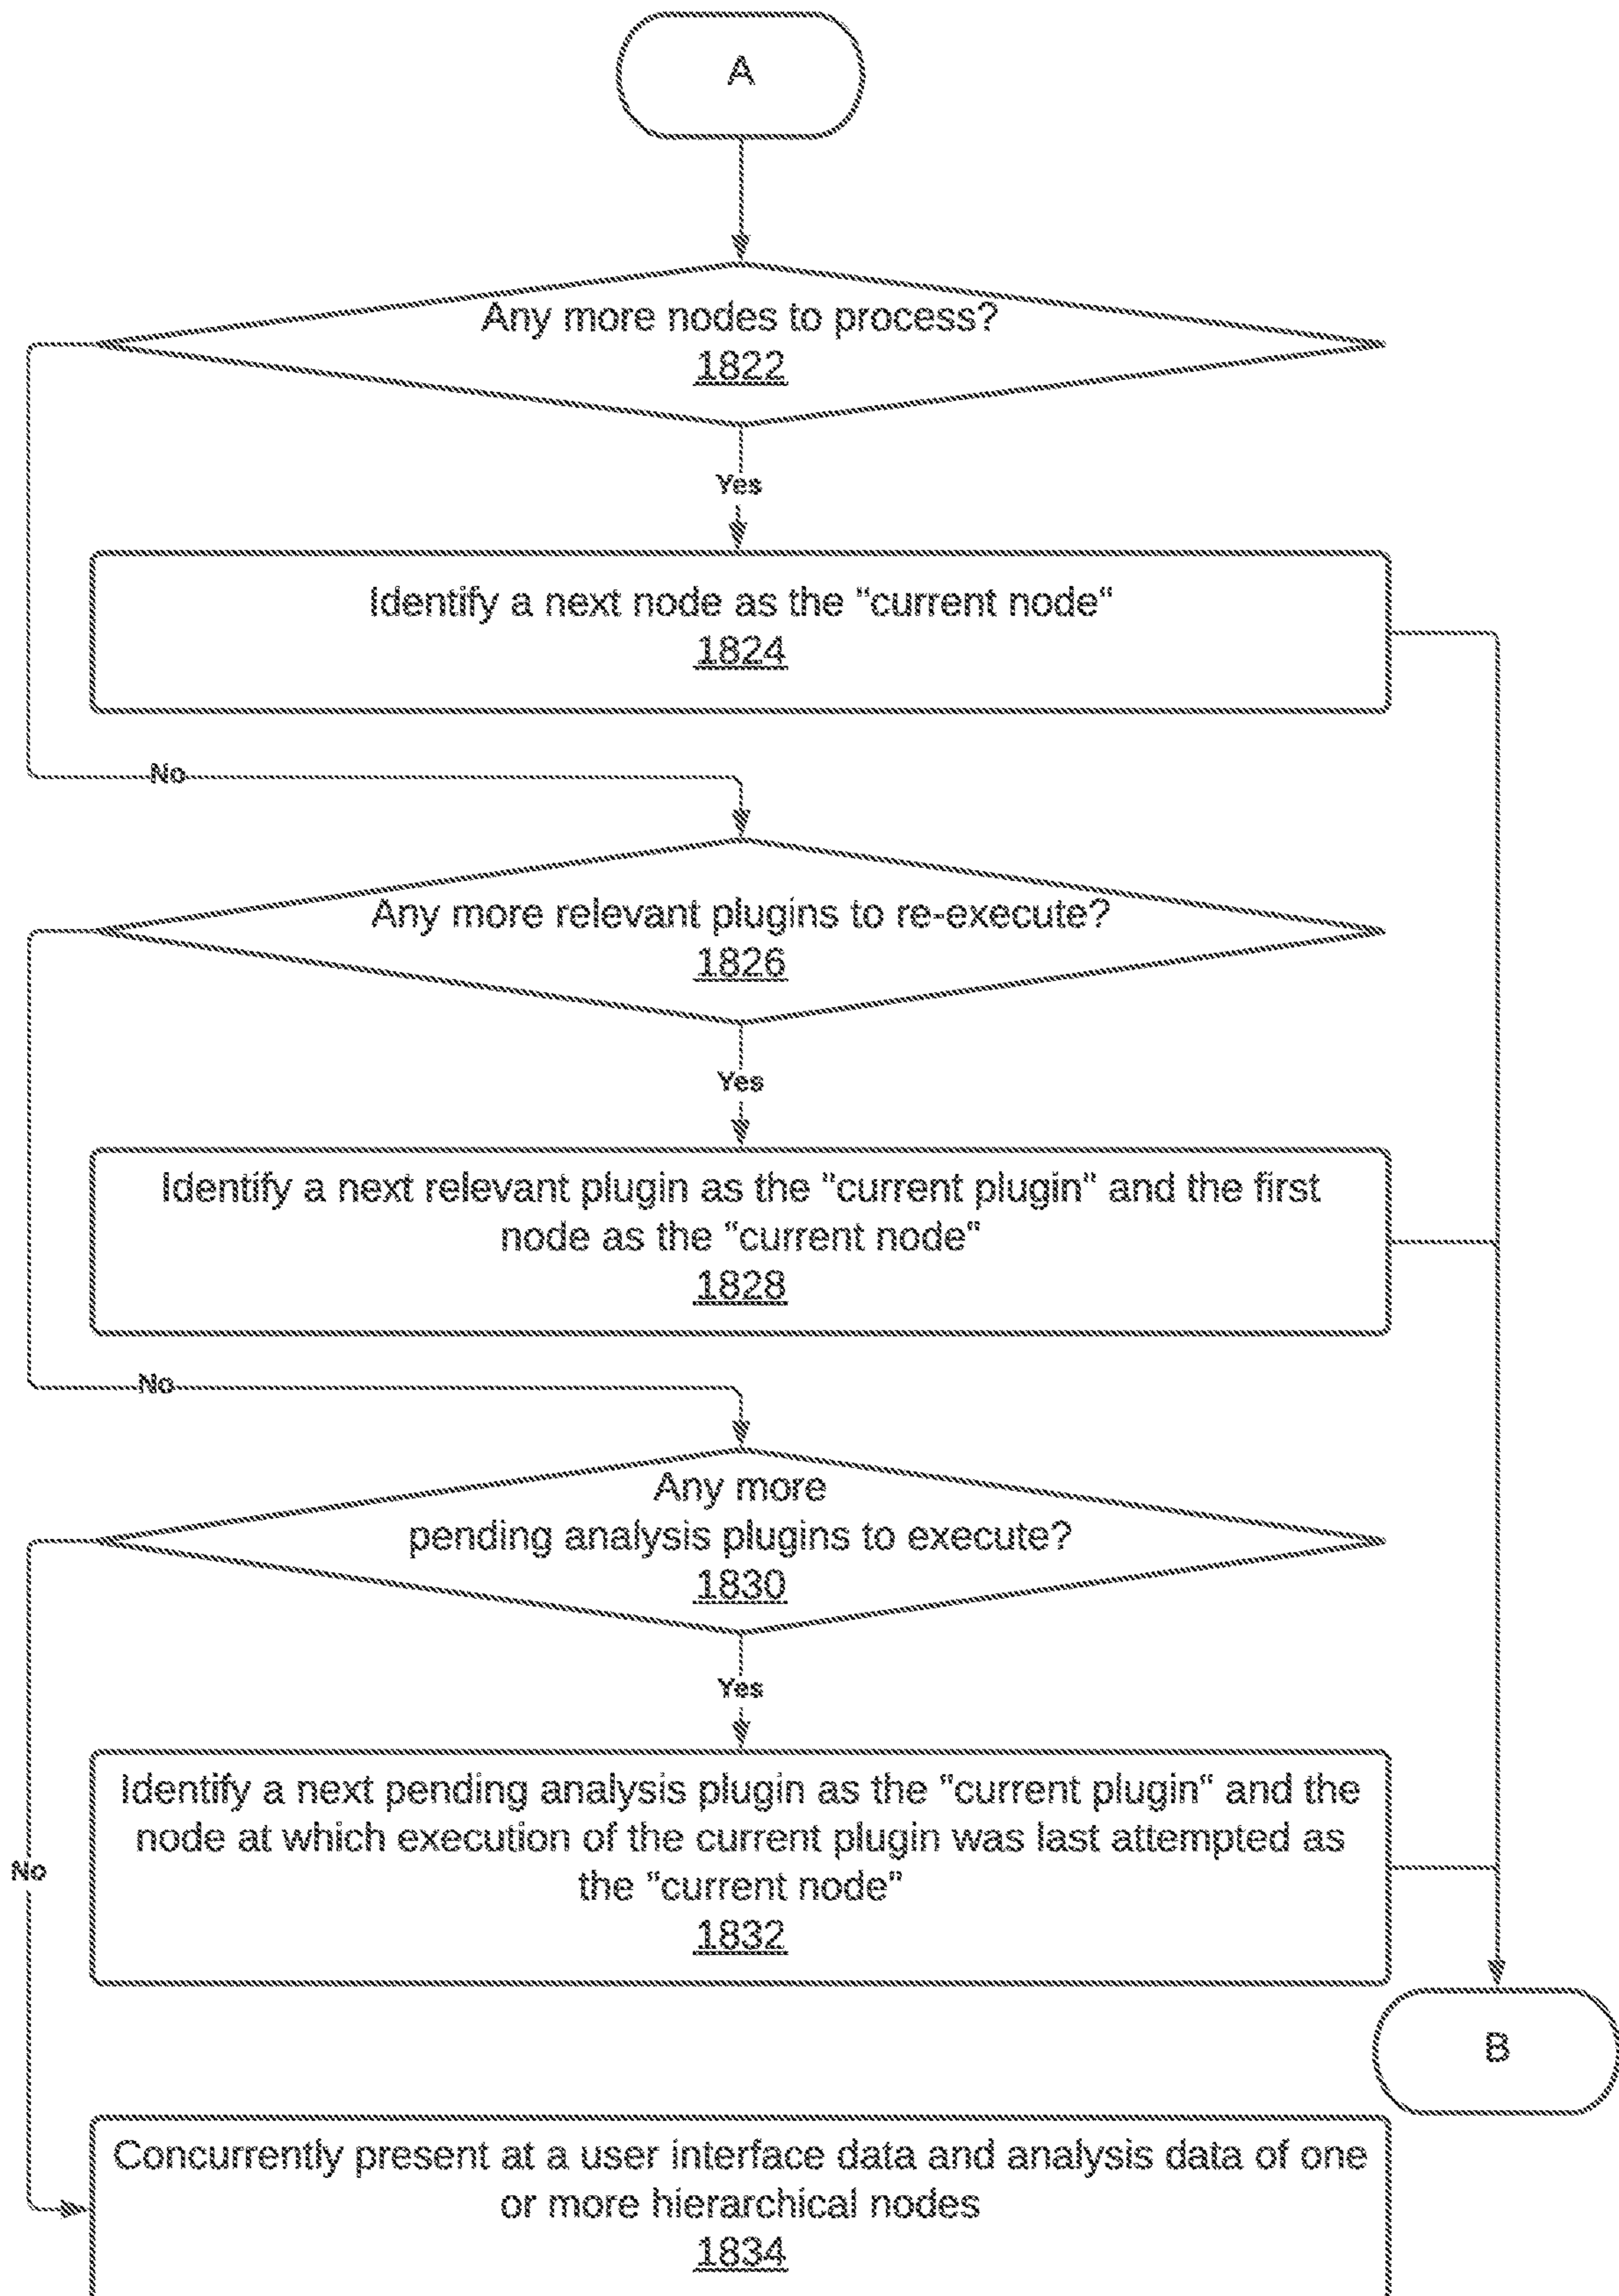 A
Any more nodes to process?
1822
Yes
Identify a next node as the “current node“
1824
No
Any more relevant plugins to re-execute?
1826
Yes
Identify a next relevant plugin as the “current plugin“ and the first
node as the “current node“
1828
No
Any more
pending analysis plugins to execute?
1830
Yes
Identify a next pending analysis plugin as the “current plugin“ and the
node at which execution of the current plugin was last attempted as
the “current node”
1832
No
B
Concurrently present at a user interface data and analysis data of one
or more hierarchical nodes
1834